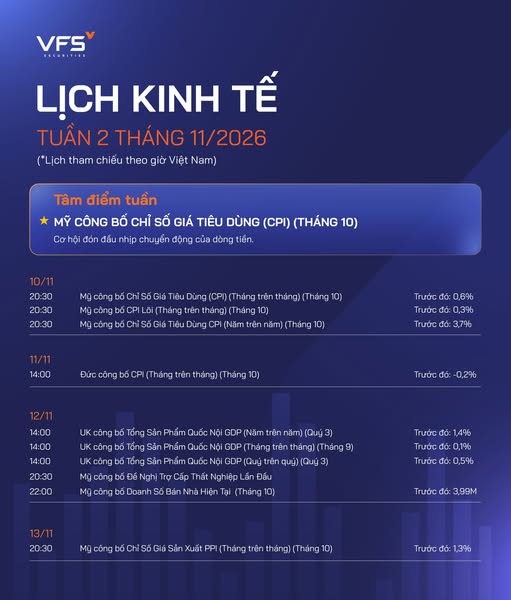 VFS
SECURITIES
LỊCH KINH TẾ
TUẦN 2 THÁNG 11/2026
(*Lịch tham chiếu theo giờ Việt Nam)
Tâm điểm tuần
MỸ CÔNG BỐ CHỈ SỐ GIÁ TIÊU DÙNG (CPI) (THÁNG 10)
Cơ hội đón đầu nhịp chuyển động của dòng tiền.
10/11
20:30 Mỹ công bố Chỉ Số Giá Tiêu Dùng (CPI) (Tháng trên tháng) (Tháng 10) Trước đó: 0,6%
20:30 Mỹ công bố CPI Lõi (Tháng trên tháng) (Tháng 10) Trước đó: 0,3%
20:30 Mỹ công bố Chỉ Số Giá Tiêu Dùng CPI (Năm trên năm) (Tháng 10) Trước đó: 3,7%
11/11
14:00 Đức công bố CPI (Tháng trên tháng) (Tháng 10) Trước đó: -0,2%
12/11
14:00 UK công bố Tổng Sản Phẩm Quốc Nội GDP (Năm trên năm) (Quý 3) Trước đó: 1,4%
14:00 UK công bố Tổng Sản Phẩm Quốc Nội GDP (Tháng trên tháng) (Tháng 9) Trước đó: 0,1%
14:00 UK công bố Tổng Sản Phẩm Quốc Nội GDP (Quý trên quý) (Quý 3) Trước đó: 0,5%
20:30 Mỹ công bố Đề Nghị Trợ Cấp Thất Nghiệp Lần Đầu
22:00 Mỹ công bố Doanh Số Bán Nhà Hiện Tại (Tháng 10) Trước đó: 3,99M
13/11
20:30 Mỹ công bố Chỉ Số Giá Sản Xuất PPI (Tháng trên tháng) (Tháng 10) Trước đó: 1,3%